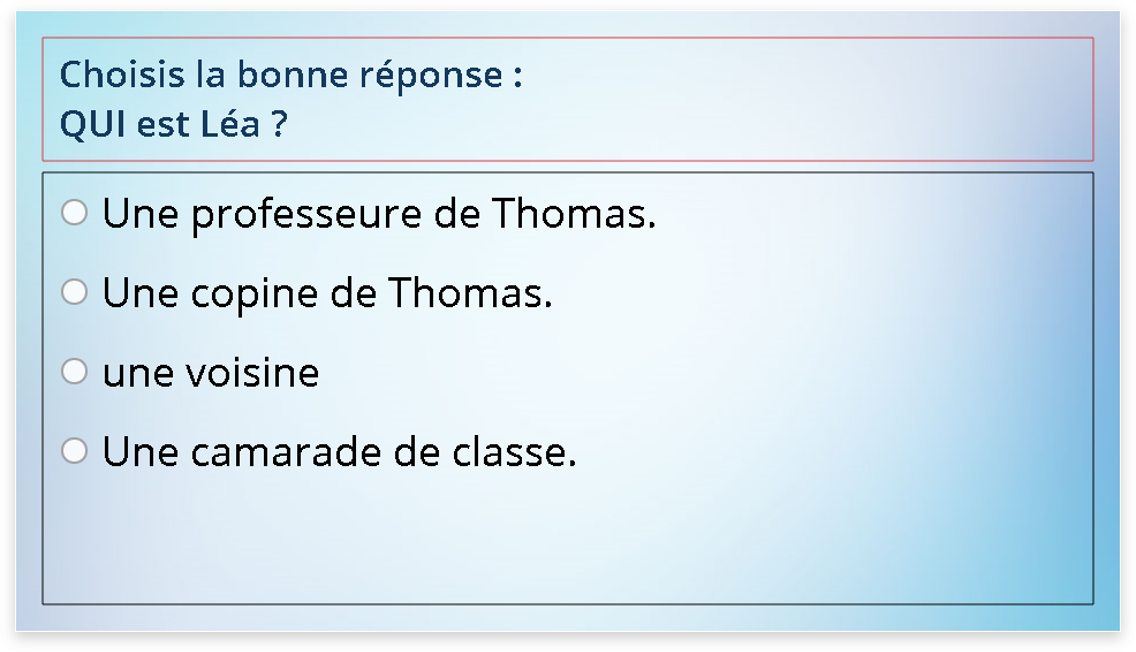 Choisis la bonne réponse :
QUI est Léa ?
Une professeure de Thomas.
Une copine de Thomas.
une voisine
Une camarade de classe.